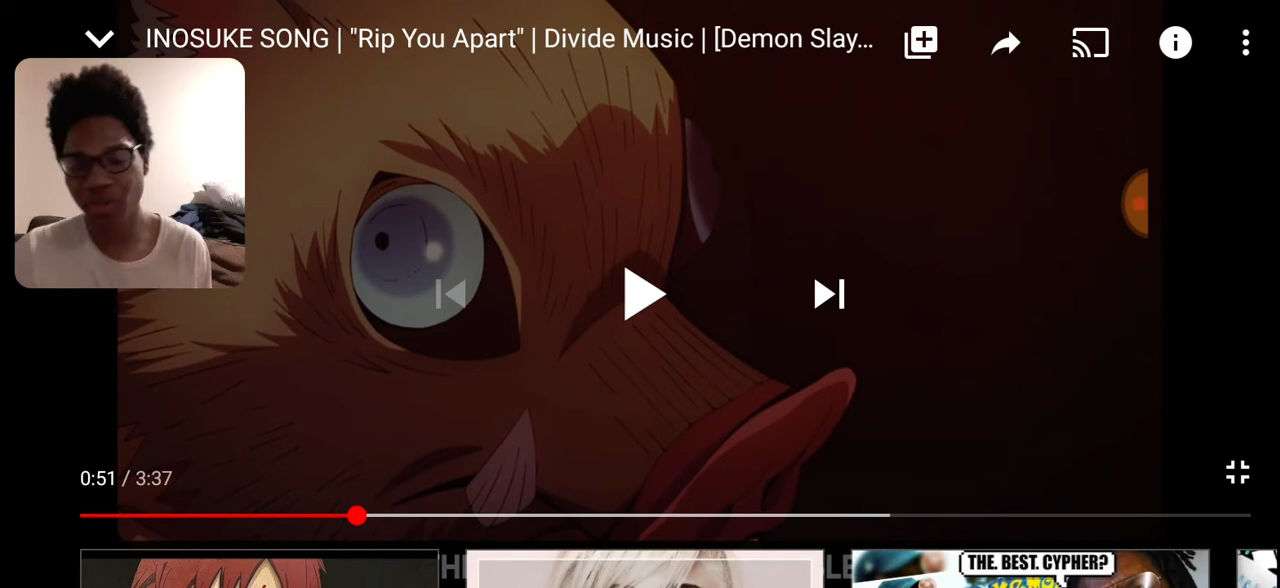 INOSUKE SONG | "Rip You Apart" | Divide Music | [Demon Slay...
0:51 / 3:37
THE. BEST. CYPHER?